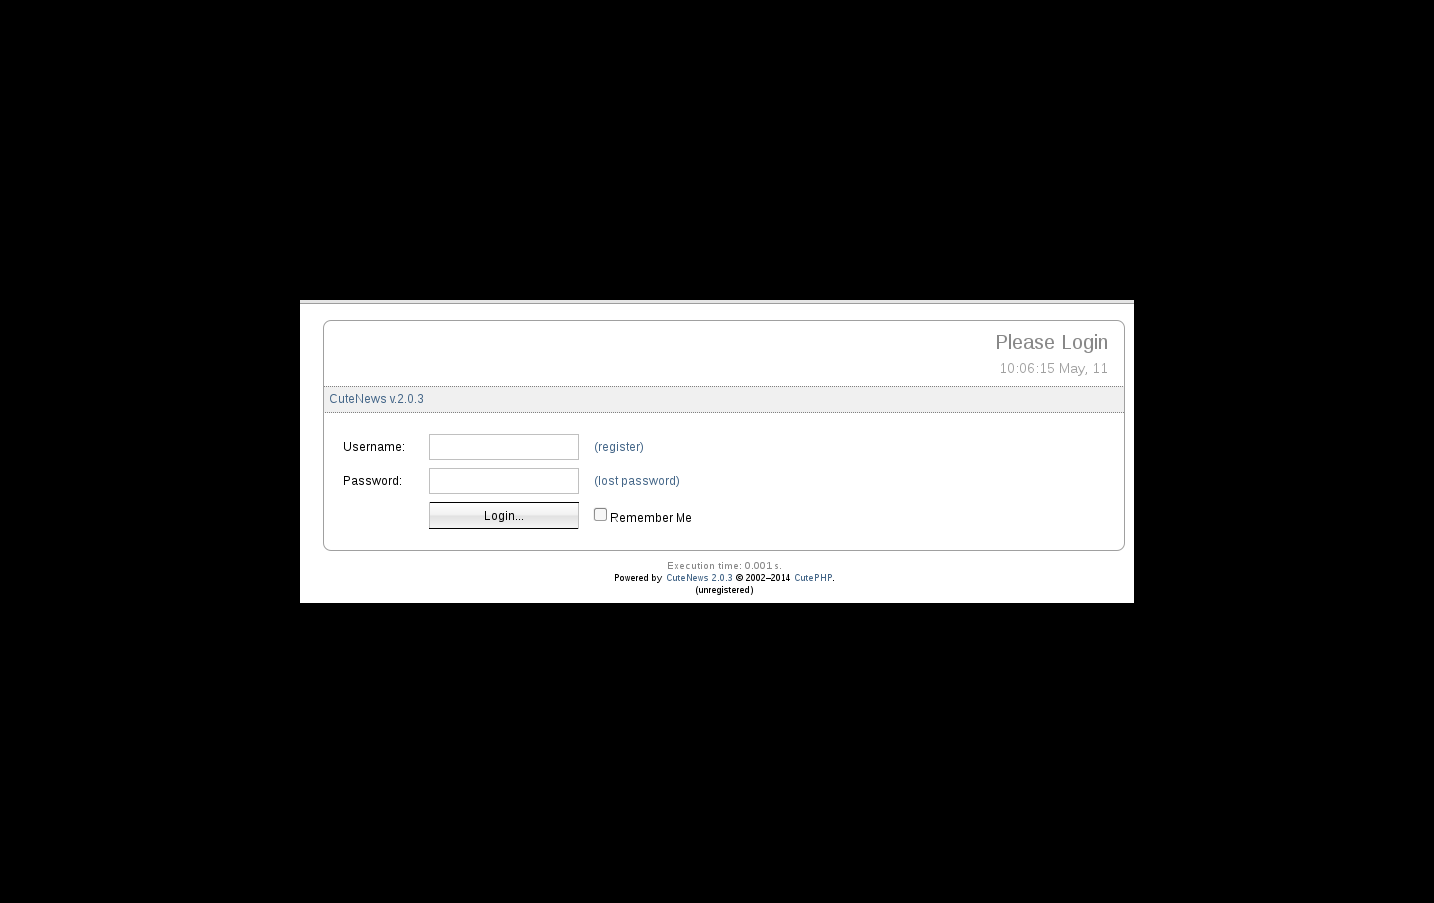 Please Login
10:06:15 May, 11
CuteNews v.2.0.3
Username: (register)
Password: (lost password)
Login... Remember Me
Execution time: 0.001 s.
Powered by CuteNews 2.0.3 © 2002–2014 CutePHP.
(unregistered)